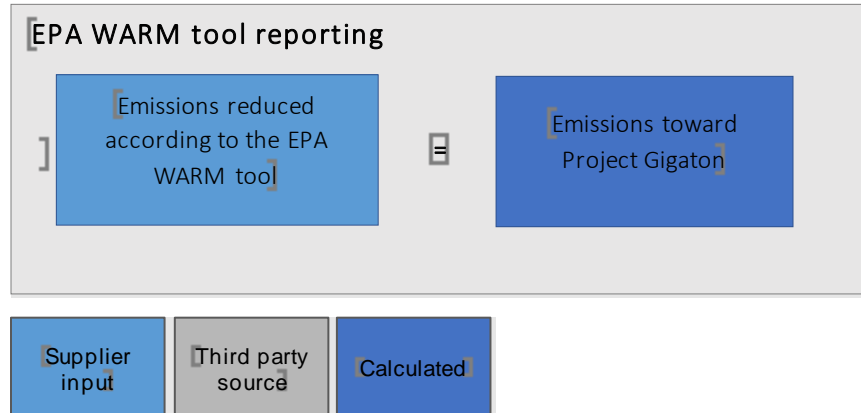 EPA WARM tool reporting
Emissions reduced
according to the EPA
WARM tool
=
Emissions toward
Project Gigaton
Supplier
input
Third party
source
Calculated